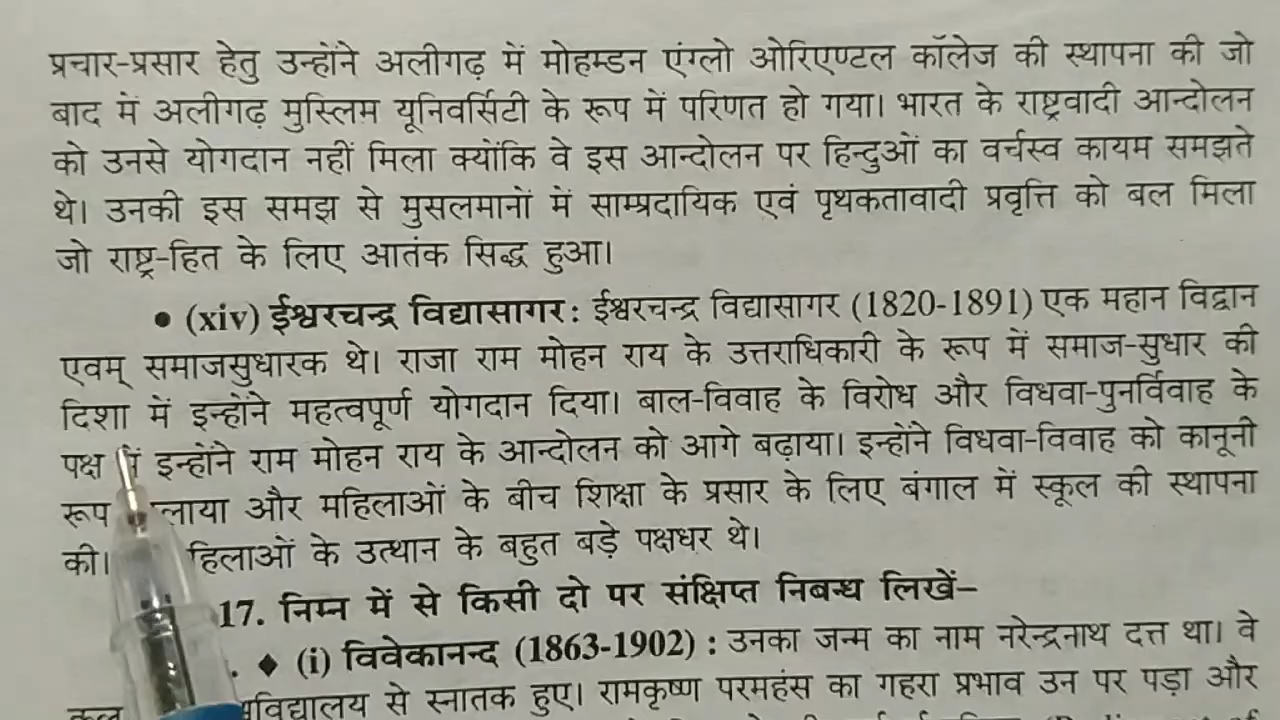 प्रचार-प्रसार हेतु उन्होंने अलीगढ़ में मोहम्डन एंग्लो ओरिएण्टल कॉलेज की स्थापना की जो
बाद में अलीगढ़ मुस्लिम यूनिवर्सिटी के रूप में परिणत हो गया। भारत के राष्ट्रवादी आन्दोलन
को उनसे योगदान नहीं मिला क्योंकि वे इस आन्दोलन पर हिन्दुओं का वर्चस्व कायम समझते
थे। उनकी इस समझ से मुसलमानों में साम्प्रदायिक एवं पृथकतावादी प्रवृत्ति को बल मिला
जो राष्ट्र-हित के लिए आतंक सिद्ध हुआ।
• (xiv) ईश्वरचन्द्र विद्यासागर : ईश्वरचन्द्र विद्यासागर (1820-1891) एक महान विद्वान
एवम् समाजसुधारक थे। राजा राम मोहन राय के उत्तराधिकारी के रूप में समाज-सुधार की
दिशा में इन्होंने महत्वपूर्ण योगदान दिया। बाल-विवाह के विरोध और विधवा-पुनर्विवाह के
पक्ष में इन्होंने राम मोहन राय के आन्दोलन को आगे बढ़ाया। इन्होंने विधवा-विवाह को कानूनी
रूप और महिलाओं के बीच शिक्षा के प्रसार के लिए बंगाल में स्कूल की स्थापना
की। के उत्थान के बहुत बड़े पक्षधर थे।
17. निम्न में से किसी दो पर संक्षिप्त निबन्ध लिखें–
♦ (i) विवेकानन्द (1863-1902) : उनका जन्म का नाम नरेन्द्रनाथ दत्त था। वे
से स्नातक हुए। रामकृष्ण परमहंस का गहरा प्रभाव उन पर पड़ा और